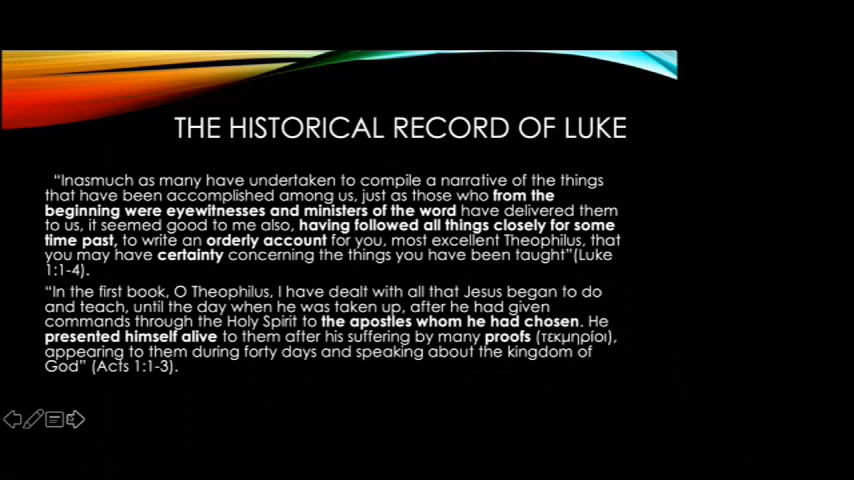 THE HISTORICAL RECORD OF LUKE
“Inasmuch as many have undertaken to compile a narrative of the things
that have been accomplished among us, just as those who from the
beginning were eyewitnesses and ministers of the word have delivered them
to us, it seemed good to me also, having followed all things closely for some
time past, to write an orderly account for you, most excellent Theophilus, that
you may have certainty concerning the things you have been taught”(Luke
1:1-4).
“In the first book, O Theophilus, I have dealt with all that Jesus began to do
and teach, until the day when he was taken up, after he had given
commands through the Holy Spirit to the apostles whom he had chosen. He
presented himself alive to them after his suffering by many proofs (τεκμηρίοι),
appearing to them during forty days and speaking about the kingdom of
God” (Acts 1:1-3).